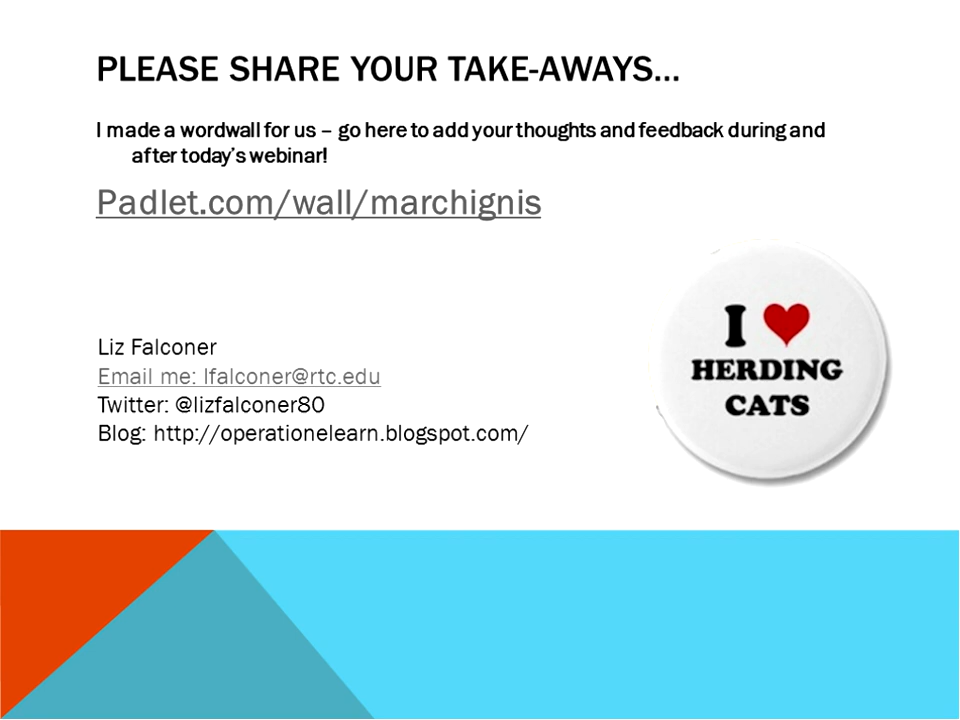 PLEASE SHARE YOUR TAKE-AWAYS...
I made a wordwall for us – go here to add your thoughts and feedback during and
after today's webinar!
Padlet.com/wall/marchignis
Liz Falconer
Email me: lfalconer@rtc.edu
Twitter: @lizfalconer80
Blog: http://operationelearn.blogspot.com/
I ❤
HERDING
CATS